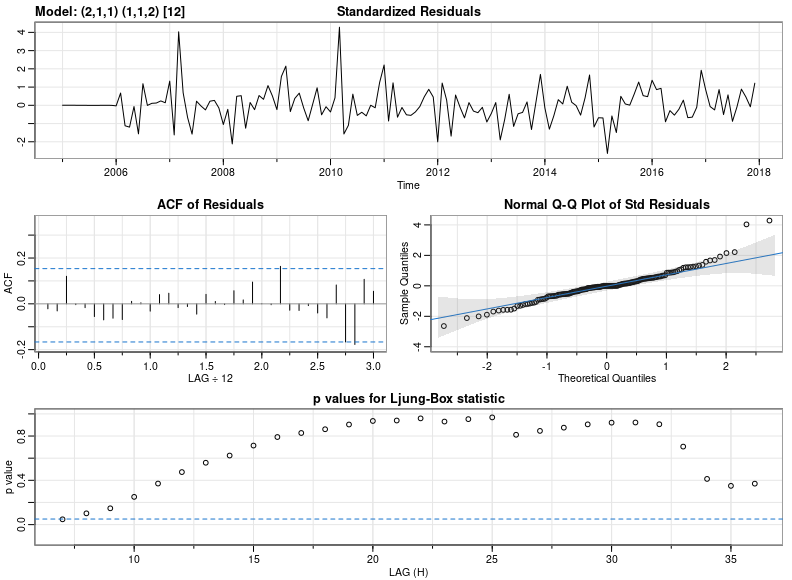 Model: (2,1,1) (1,1,2) [12]
Standardized Residuals
4
3
2
1
0
-2
2006 2008 2010 2012 2014 2016 2018
Time
ACF of Residuals
ACF
0.2
0.0
-0.2
0.0 0.5 1.0 1.5 2.0 2.5 3.0
LAG ÷ 12
Normal Q-Q Plot of Std Residuals
Sample Quantiles
4
2
0
-2
-4
-2 -1 0 1 2
Theoretical Quantiles
p values for Ljung-Box statistic
p value
0.8
0.4
0.0
10 15 20 25 30 35
LAG (H)